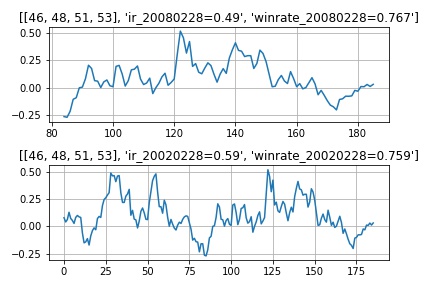 [[46, 48, 51, 53], 'ir_20080228=0.49', 'winrate_20080228=0.767']
0.50
0.25
0.00
−0.25
80 100 120 140 160 180
[[46, 48, 51, 53], 'ir_20020228=0.59', 'winrate_20020228=0.759']
0.50
0.25
0.00
−0.25
0 25 50 75 100 125 150 175